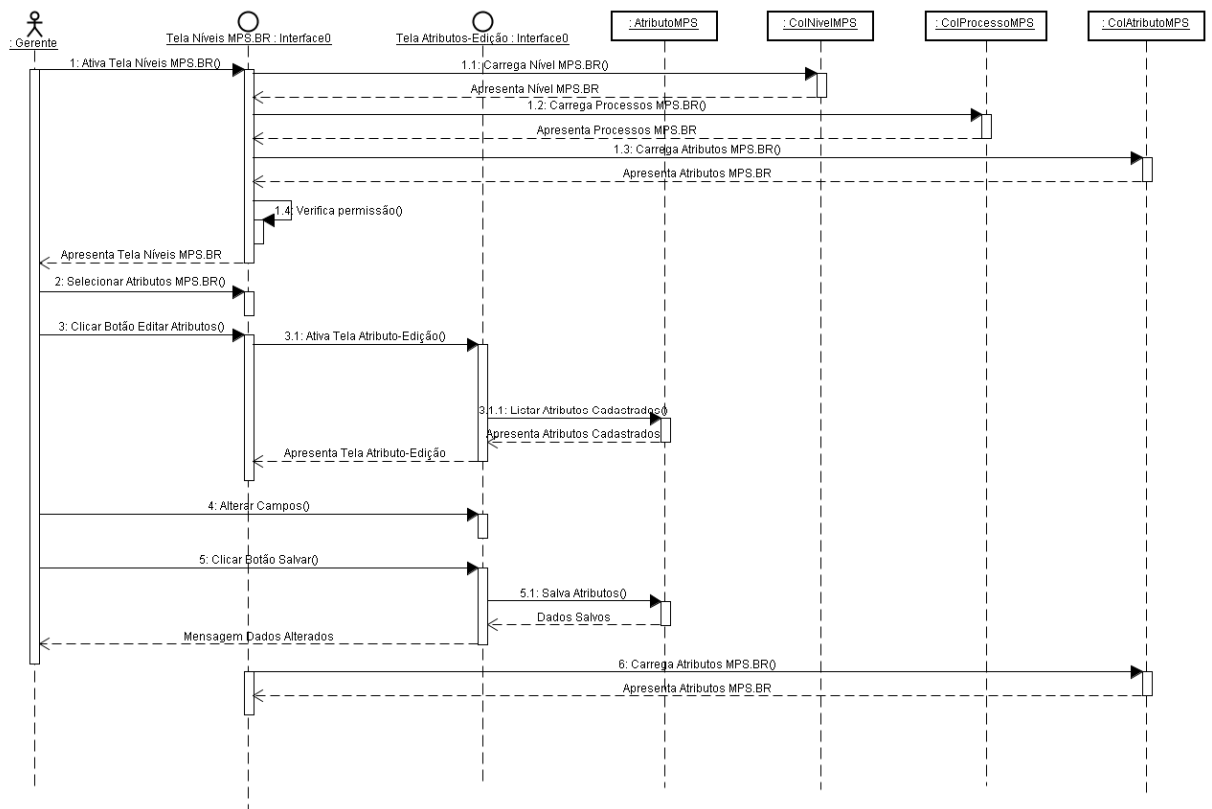 : Gerente
Tela Níveis MPS.BR : Interface0
Tela Atributos-Edição : Interface0
: AtributoMPS
: ColNivelMPS
: ColProcessoMPS
: ColAtributoMPS
1: Ativa Tela Níveis MPS.BR()
1.1: Carrega Nível MPS.BR()
Apresenta Nível MPS.BR
1.2: Carrega Processos MPS.BR()
Apresenta Processos MPS.BR
1.3: Carrega Atributos MPS.BR()
Apresenta Atributos MPS.BR
1.4: Verifica permissão()
Apresenta Tela Níveis MPS.BR
2: Selecionar Atributos MPS.BR()
3: Clicar Botão Editar Atributos()
3.1: Ativa Tela Atributo-Edição()
3.1.1: Listar Atributos Cadastrados()
Apresenta Atributos Cadastrados
Apresenta Tela Atributo-Edição
4: Alterar Campos()
5: Clicar Botão Salvar()
5.1: Salva Atributos()
Dados Salvos
Mensagem Dados Alterados
6: Carrega Atributos MPS.BR()
Apresenta Atributos MPS.BR